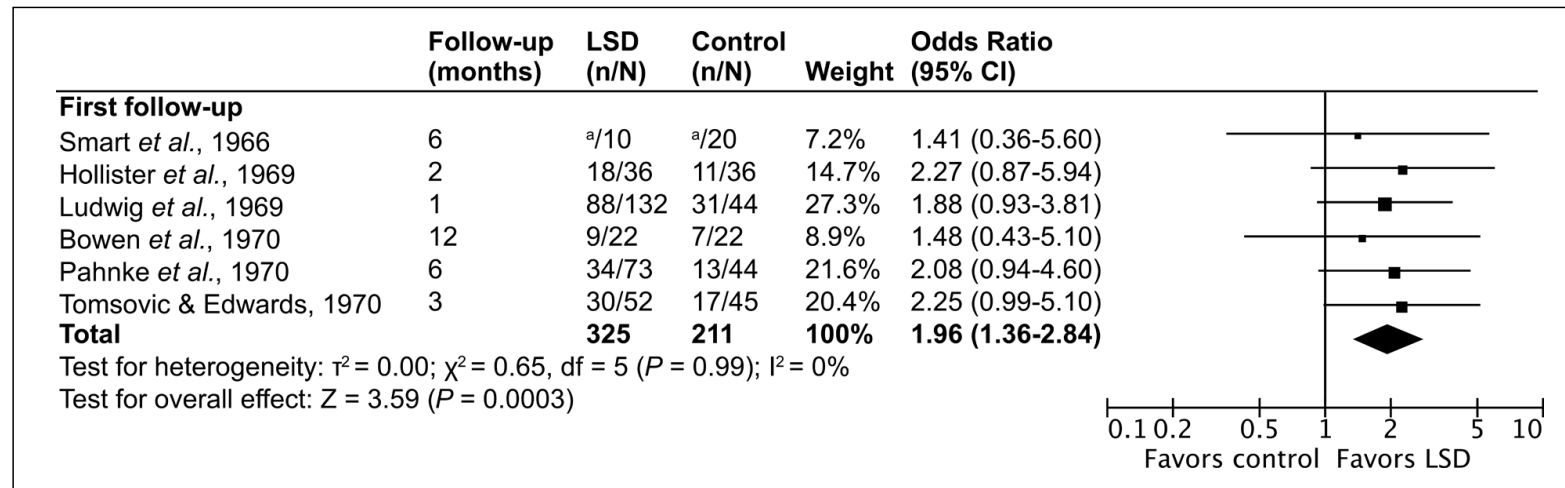 Follow-up LSD Control Odds Ratio
(months) (n/N) (n/N) Weight (95% CI)
First follow-up
Smart et al., 1966 6 ᵃ/10 ᵃ/20 7.2% 1.41 (0.36-5.60)
Hollister et al., 1969 2 18/36 11/36 14.7% 2.27 (0.87-5.94)
Ludwig et al., 1969 1 88/132 31/44 27.3% 1.88 (0.93-3.81)
Bowen et al., 1970 12 9/22 7/22 8.9% 1.48 (0.43-5.10)
Pahnke et al., 1970 6 34/73 13/44 21.6% 2.08 (0.94-4.60)
Tomsovic & Edwards, 1970 3 30/52 17/45 20.4% 2.25 (0.99-5.10)
Total 325 211 100% 1.96 (1.36-2.84)
Test for heterogeneity: τ² = 0.00; χ² = 0.65, df = 5 (P = 0.99); I² = 0%
Test for overall effect: Z = 3.59 (P = 0.0003)
0.1 0.2 0.5 1 2 5 10
Favors control Favors LSD